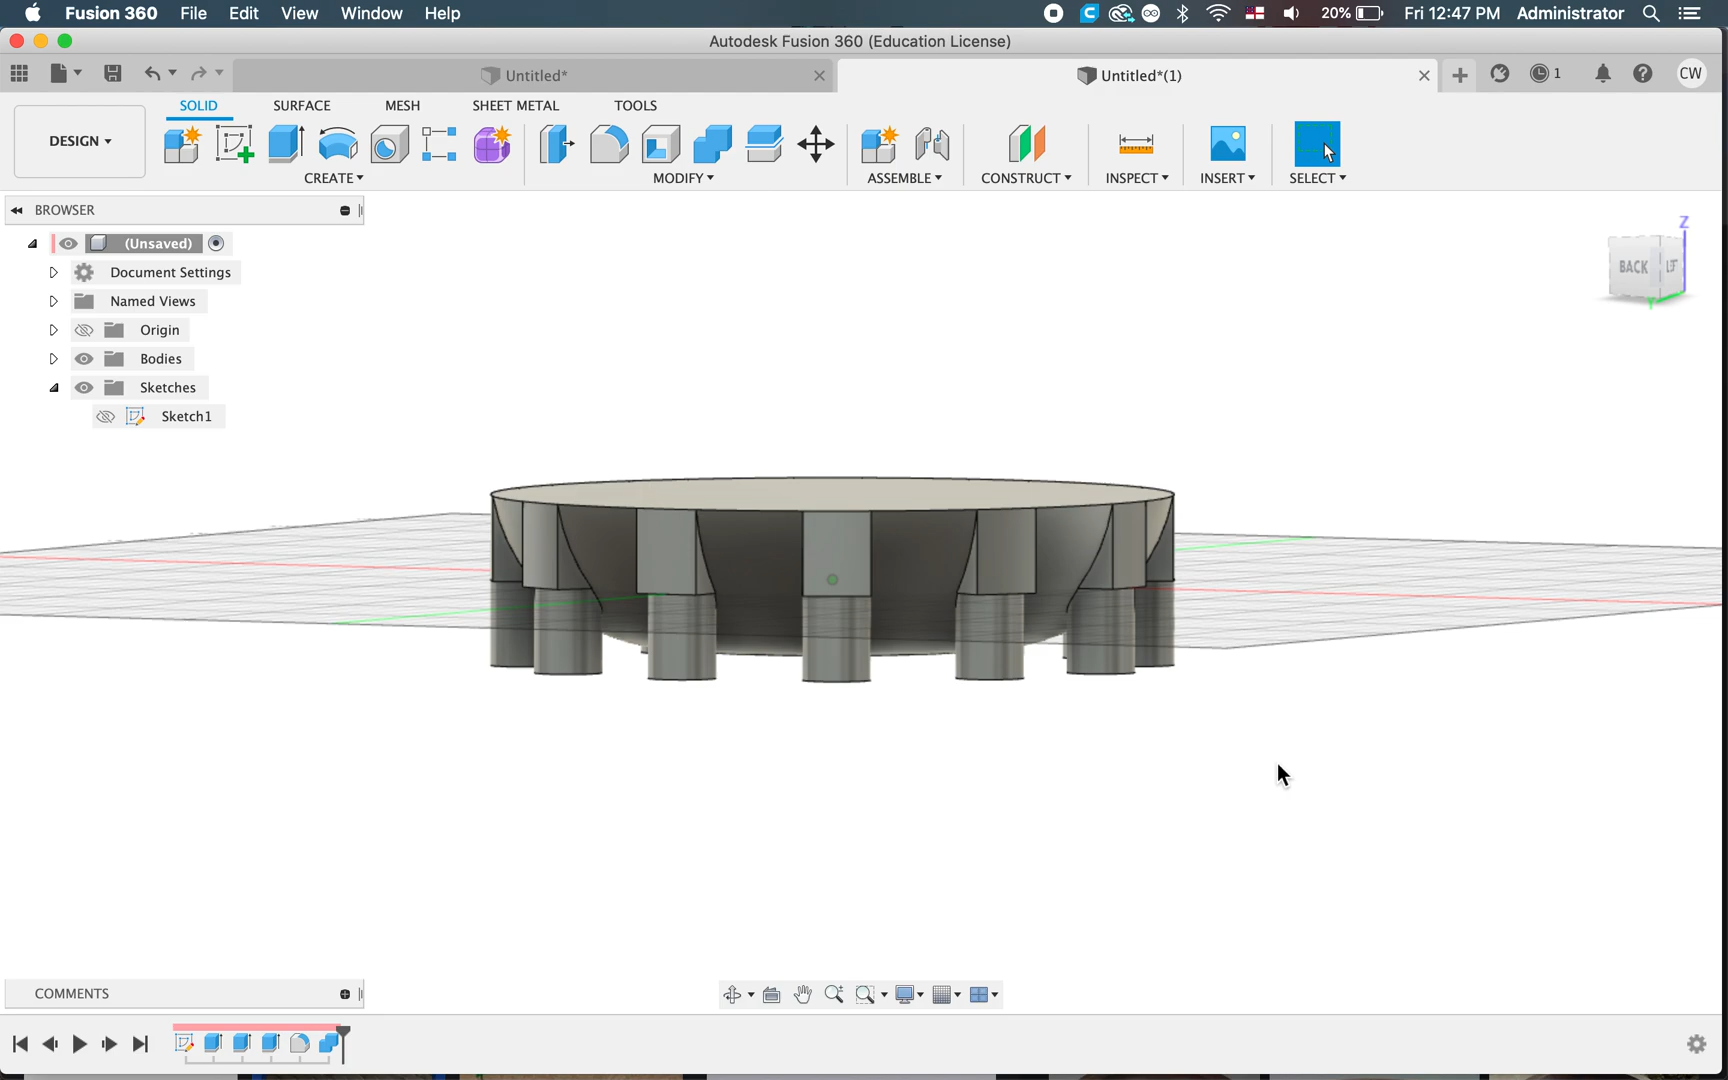 Fusion 360 File Edit View Window Help 20% Fri 12:47 PM Administrator
Autodesk Fusion 360 (Education License)
Untitled* Untitled*(1) 1 CW
SOLID SURFACE MESH SHEET METAL TOOLS
DESIGN
CREATE MODIFY ASSEMBLE CONSTRUCT INSPECT INSERT SELECT
BROWSER
(Unsaved)
Document Settings
Named Views
Origin
Bodies
Sketches
Sketch1
Z
BACK LEFT
Y
COMMENTS